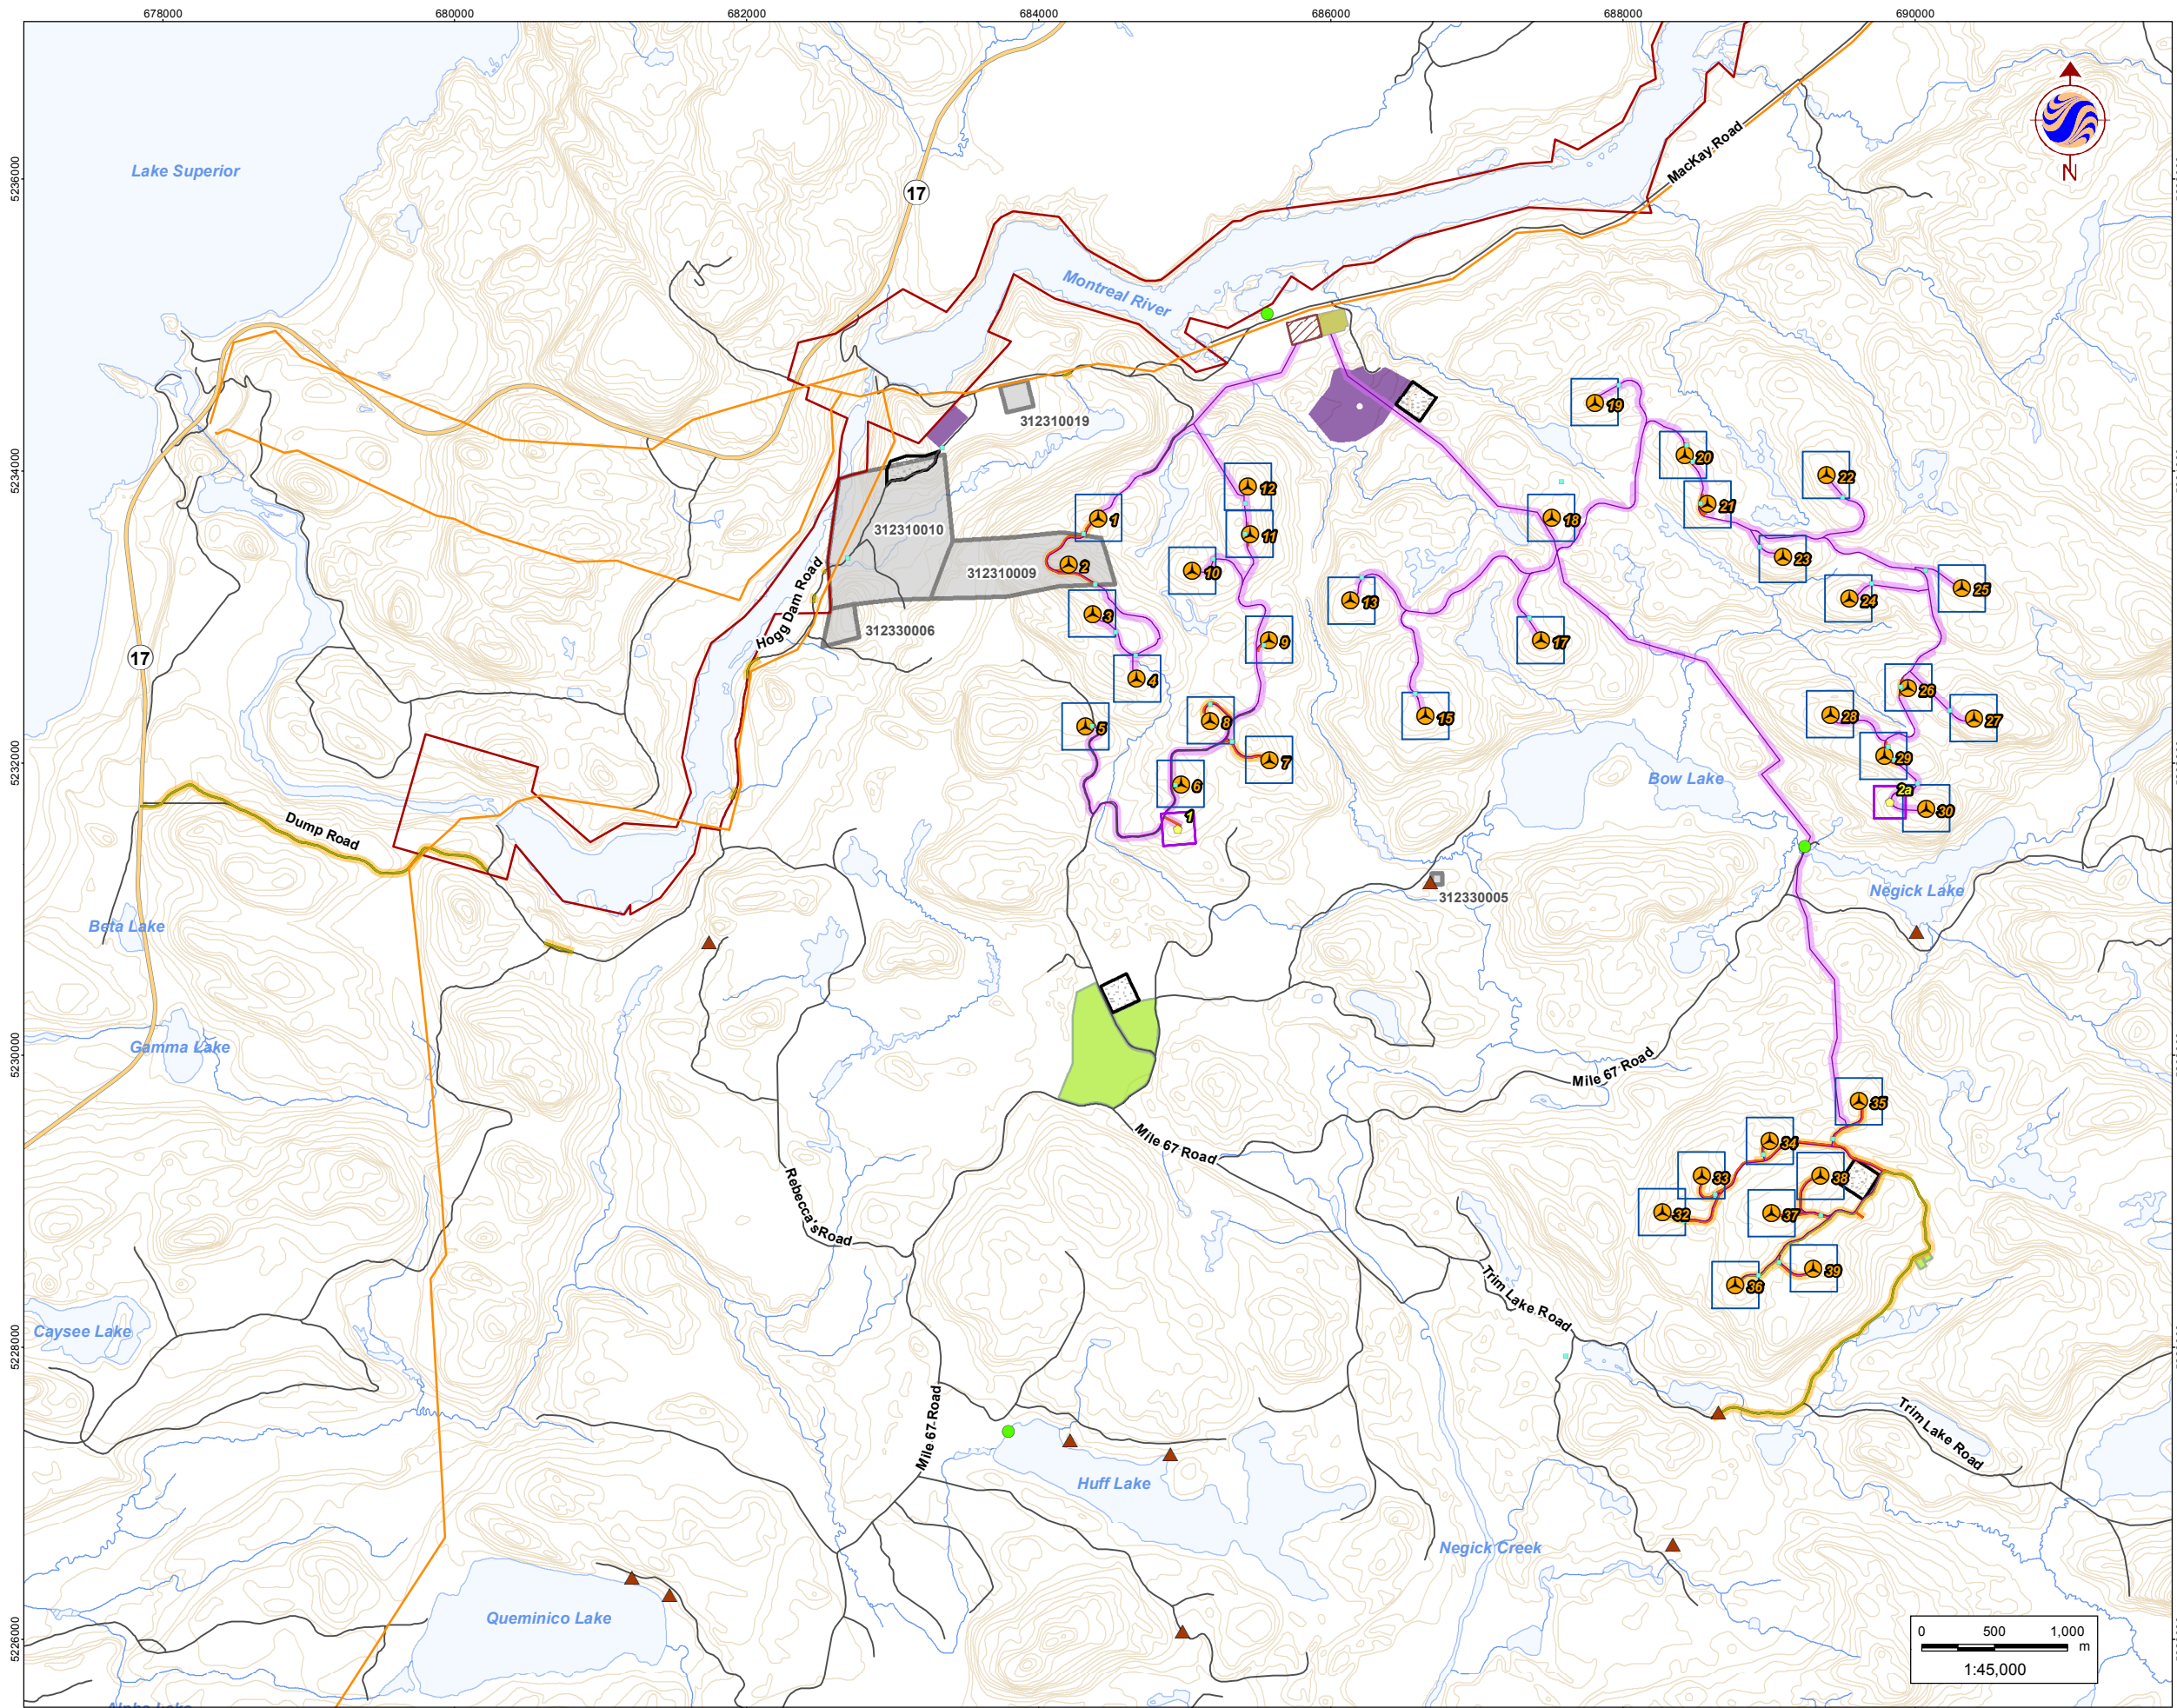 678000
680000
682000
684000
686000
688000
690000
5236000
5234000
5232000
5230000
5228000
5226000
Lake Superior
17
MacKay Road
N
Montreal River
312310019
19
20
22
12
1
21
18
312310010
11
23
2
10
312310009
25
24
13
Hogg Dam Road
3
312330006
9
17
17
4
26
15
28
27
8
5
29
7
Bow Lake
6
2a
30
1
Dump Road
Negick Lake
312330005
Beta Lake
Gamma Lake
Mile 67 Road
35
Mile 67 Road
34
33
38
32
37
Rebecca's Road
39
36
Trim Lake Road
Caysee Lake
Trim Lake Road
Mile 67 Road
Huff Lake
Negick Creek
Queminico Lake
0 500 1,000
m
1:45,000